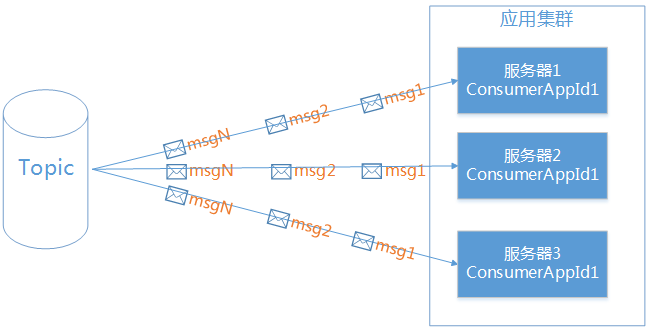 应用集群
服务器1
ConsumerAppId1
msgN
msg2
msg1
Topic
服务器2
ConsumerAppId1
msgN
msg2
msg1
msgN
msg2
msg1
服务器3
ConsumerAppId1